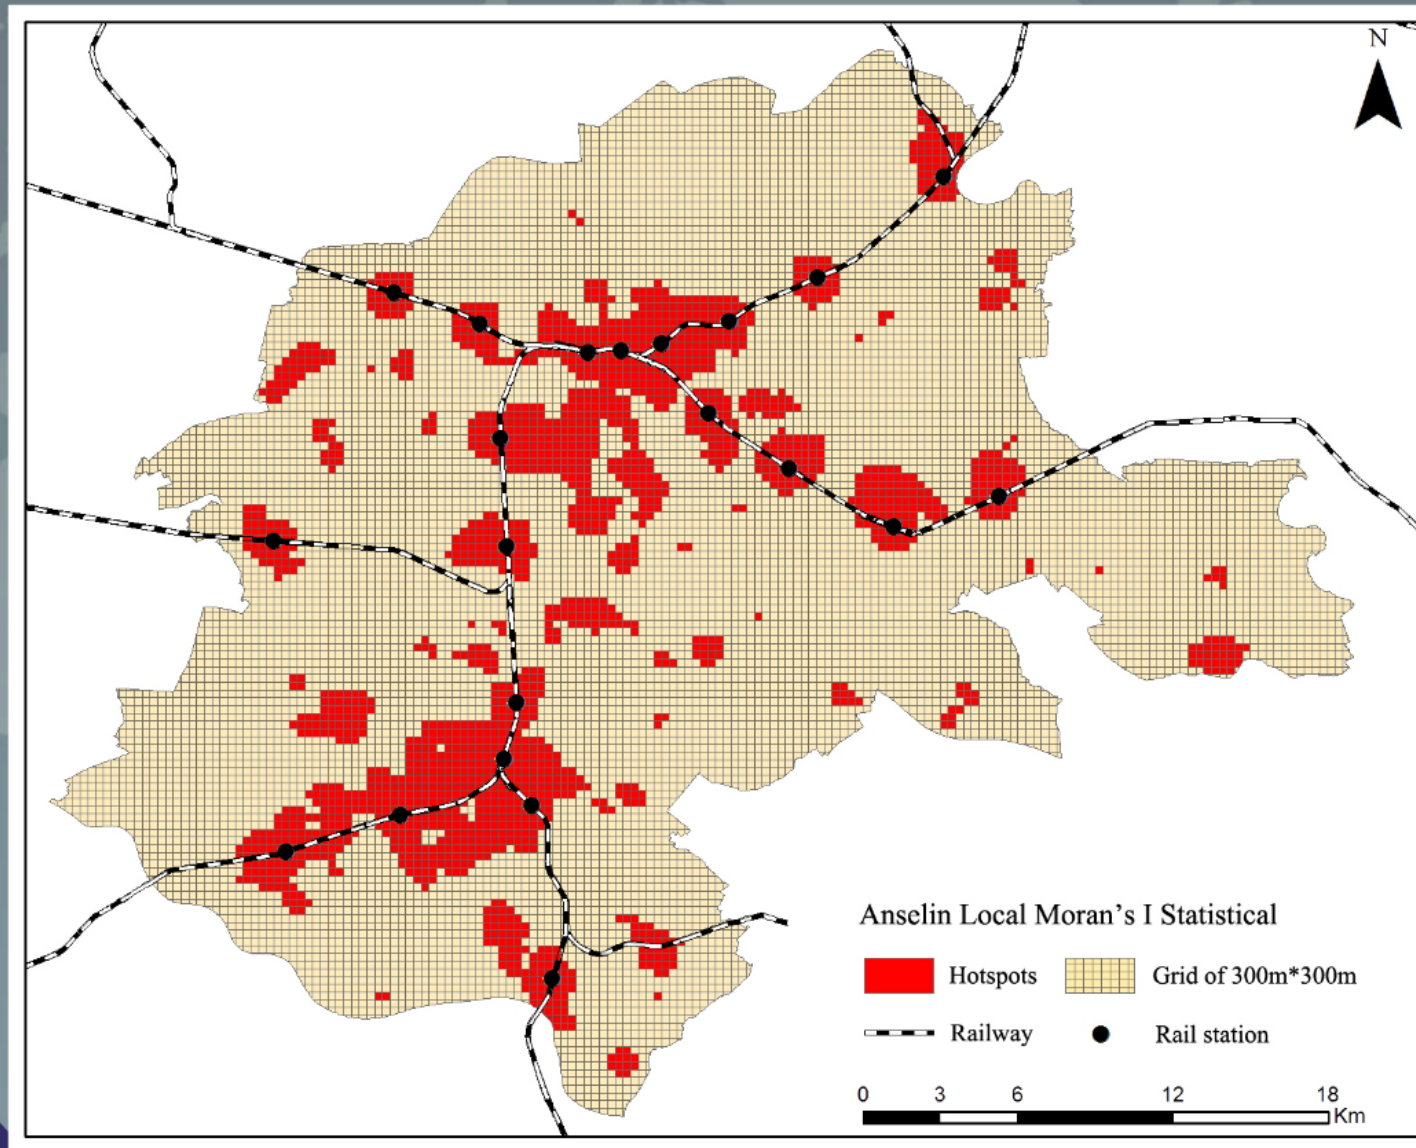 N
Anselin Local Moran's I Statistical
Hotspots
Grid of 300m*300m
Railway
Rail station
0 3 6 12 18
Km